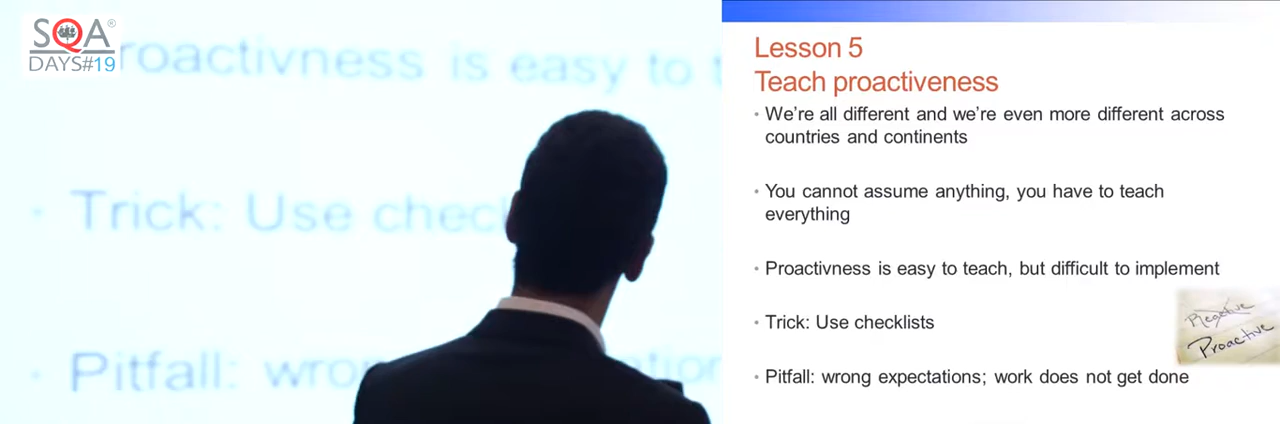 SQA®
DAYS#19
roactivness is easy to t
• Trick: Use chec
• Pitfall: wro ation
Lesson 5
Teach proactiveness
• We're all different and we're even more different across
countries and continents
• You cannot assume anything, you have to teach
everything
• Proactivness is easy to teach, but difficult to implement
• Trick: Use checklists
Proactive
• Pitfall: wrong expectations; work does not get done